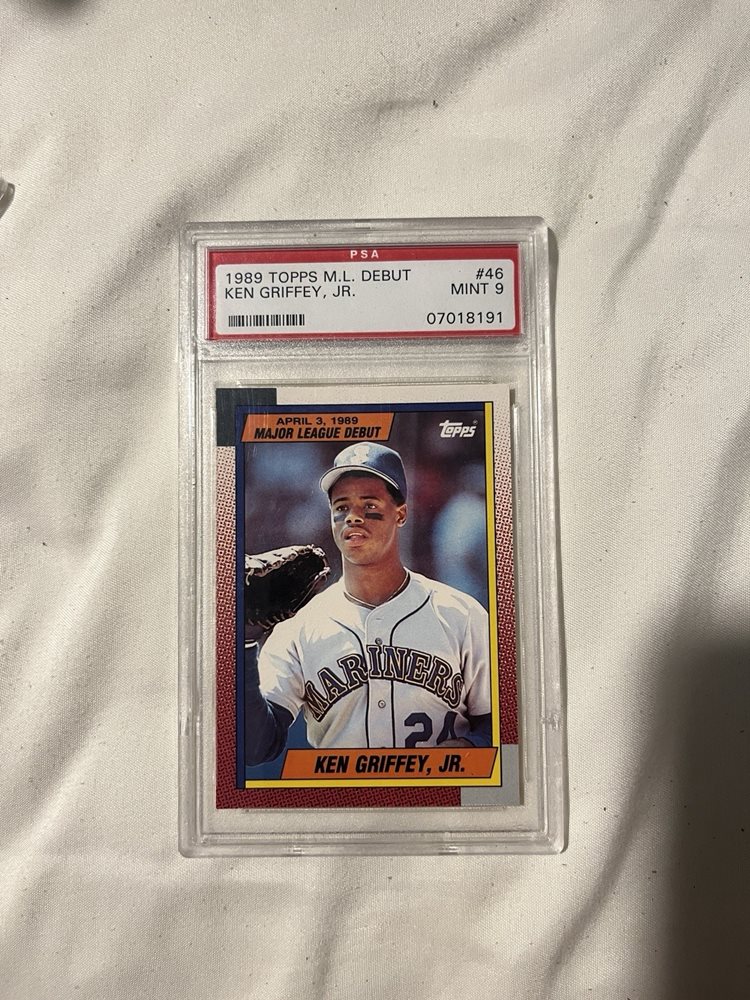 PSA
1989 TOPPS M.L. DEBUT #46
KEN GRIFFEY, JR. MINT 9
07018191
APRIL 3, 1989
MAJOR LEAGUE DEBUT
topps
MARINERS
24
KEN GRIFFEY, JR.